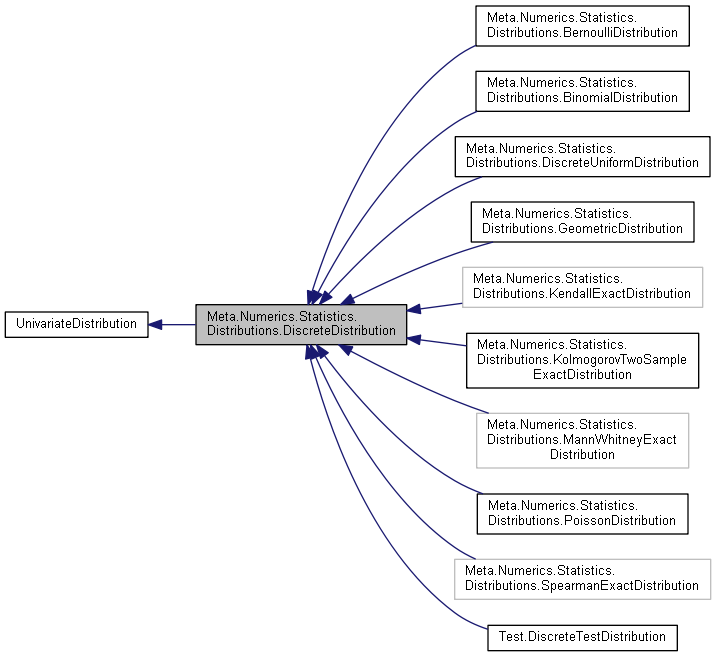 Meta.Numerics.Statistics.
Distributions.BernoulliDistribution
Meta.Numerics.Statistics.
Distributions.BinomialDistribution
Meta.Numerics.Statistics.
Distributions.DiscreteUniformDistribution
Meta.Numerics.Statistics.
Distributions.GeometricDistribution
Meta.Numerics.Statistics.
Distributions.KendallExactDistribution
UnivariateDistribution
Meta.Numerics.Statistics.
Distributions.DiscreteDistribution
Meta.Numerics.Statistics.
Distributions.KolmogorovTwoSample
ExactDistribution
Meta.Numerics.Statistics.
Distributions.MannWhitneyExact
Distribution
Meta.Numerics.Statistics.
Distributions.PoissonDistribution
Meta.Numerics.Statistics.
Distributions.SpearmanExactDistribution
Test.DiscreteTestDistribution